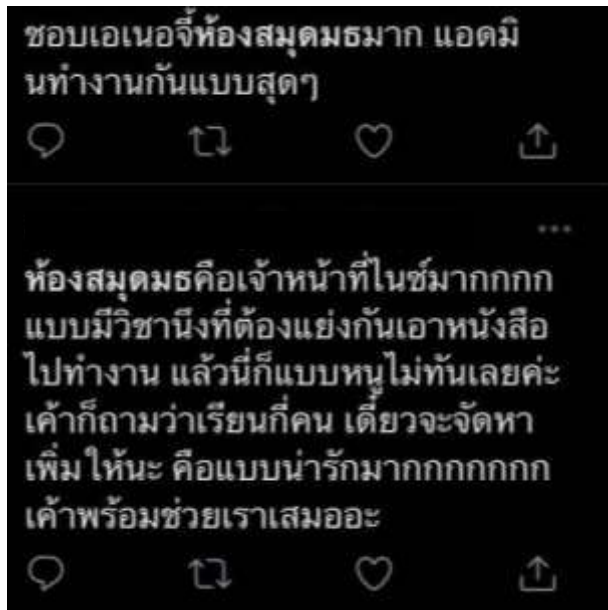 ชอบเอเนอจี้ห้องสมุดมธมาก แอดมิ
นทำงานกันแบบสุดๆ
ห้องสมุดมธคือเจ้าหน้าที่ไนซ์มากกกก
แบบมีวิชานึงที่ต้องแย่งกันเอาหนังสือ
ไปทำงาน แล้วนี่ก็แบบหนูไม่ทันเลยค่ะ
เค้าก็ถามว่าเรียนกี่คน เดี๋ยวจะจัดหา
เพิ่มให้นะ คือแบบน่ารักมากกกกกกกก
เค้าพร้อมช่วยเราเสมออะ